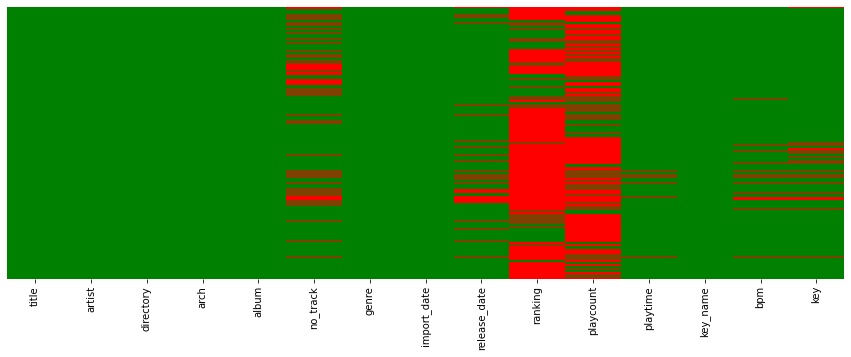 title
artist
directory
arch
album
no_track
genre
import_date
release_date
ranking
playcount
playtime
key_name
bpm
key